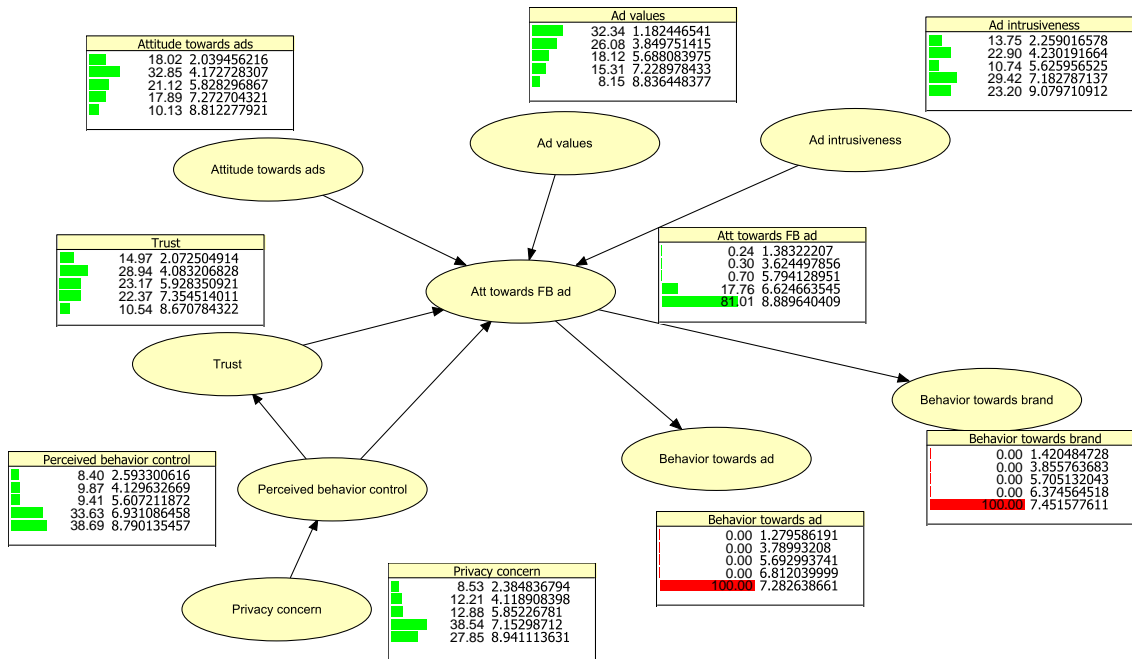 Ad values
32.34 1.182446541
26.08 3.849751415
18.12 5.688083975
15.31 7.228978433
8.15 8.836448377
Ad intrusiveness
13.75 2.259016578
22.90 4.230191664
10.74 5.625956525
29.42 7.182787137
23.20 9.079710912
Attitude towards ads
18.02 2.039456216
32.85 4.172728307
21.12 5.828296867
17.89 7.272704321
10.13 8.812277921
Ad values
Ad intrusiveness
Attitude towards ads
Trust
14.97 2.072504914
28.94 4.083206828
23.17 5.928350921
22.37 7.354514011
10.54 8.670784322
Att towards FB ad
0.24 1.38322207
0.30 3.624497856
0.70 5.794128951
17.76 6.624663545
81.01 8.889640409
Att towards FB ad
Trust
Behavior towards brand
Behavior towards brand
0.00 1.420484728
0.00 3.855763683
0.00 5.705132043
0.00 6.374564518
100.00 7.451577611
Perceived behavior control
8.40 2.593300616
9.87 4.129632669
9.41 5.607211872
33.63 6.931086458
38.69 8.790135457
Perceived behavior control
Behavior towards ad
Behavior towards ad
0.00 1.279586191
0.00 3.78993208
0.00 5.692993741
0.00 6.812039999
100.00 7.282638661
Privacy concern
8.53 2.384836794
12.21 4.118908398
12.88 5.85226781
38.54 7.15298712
27.85 8.941113631
Privacy concern